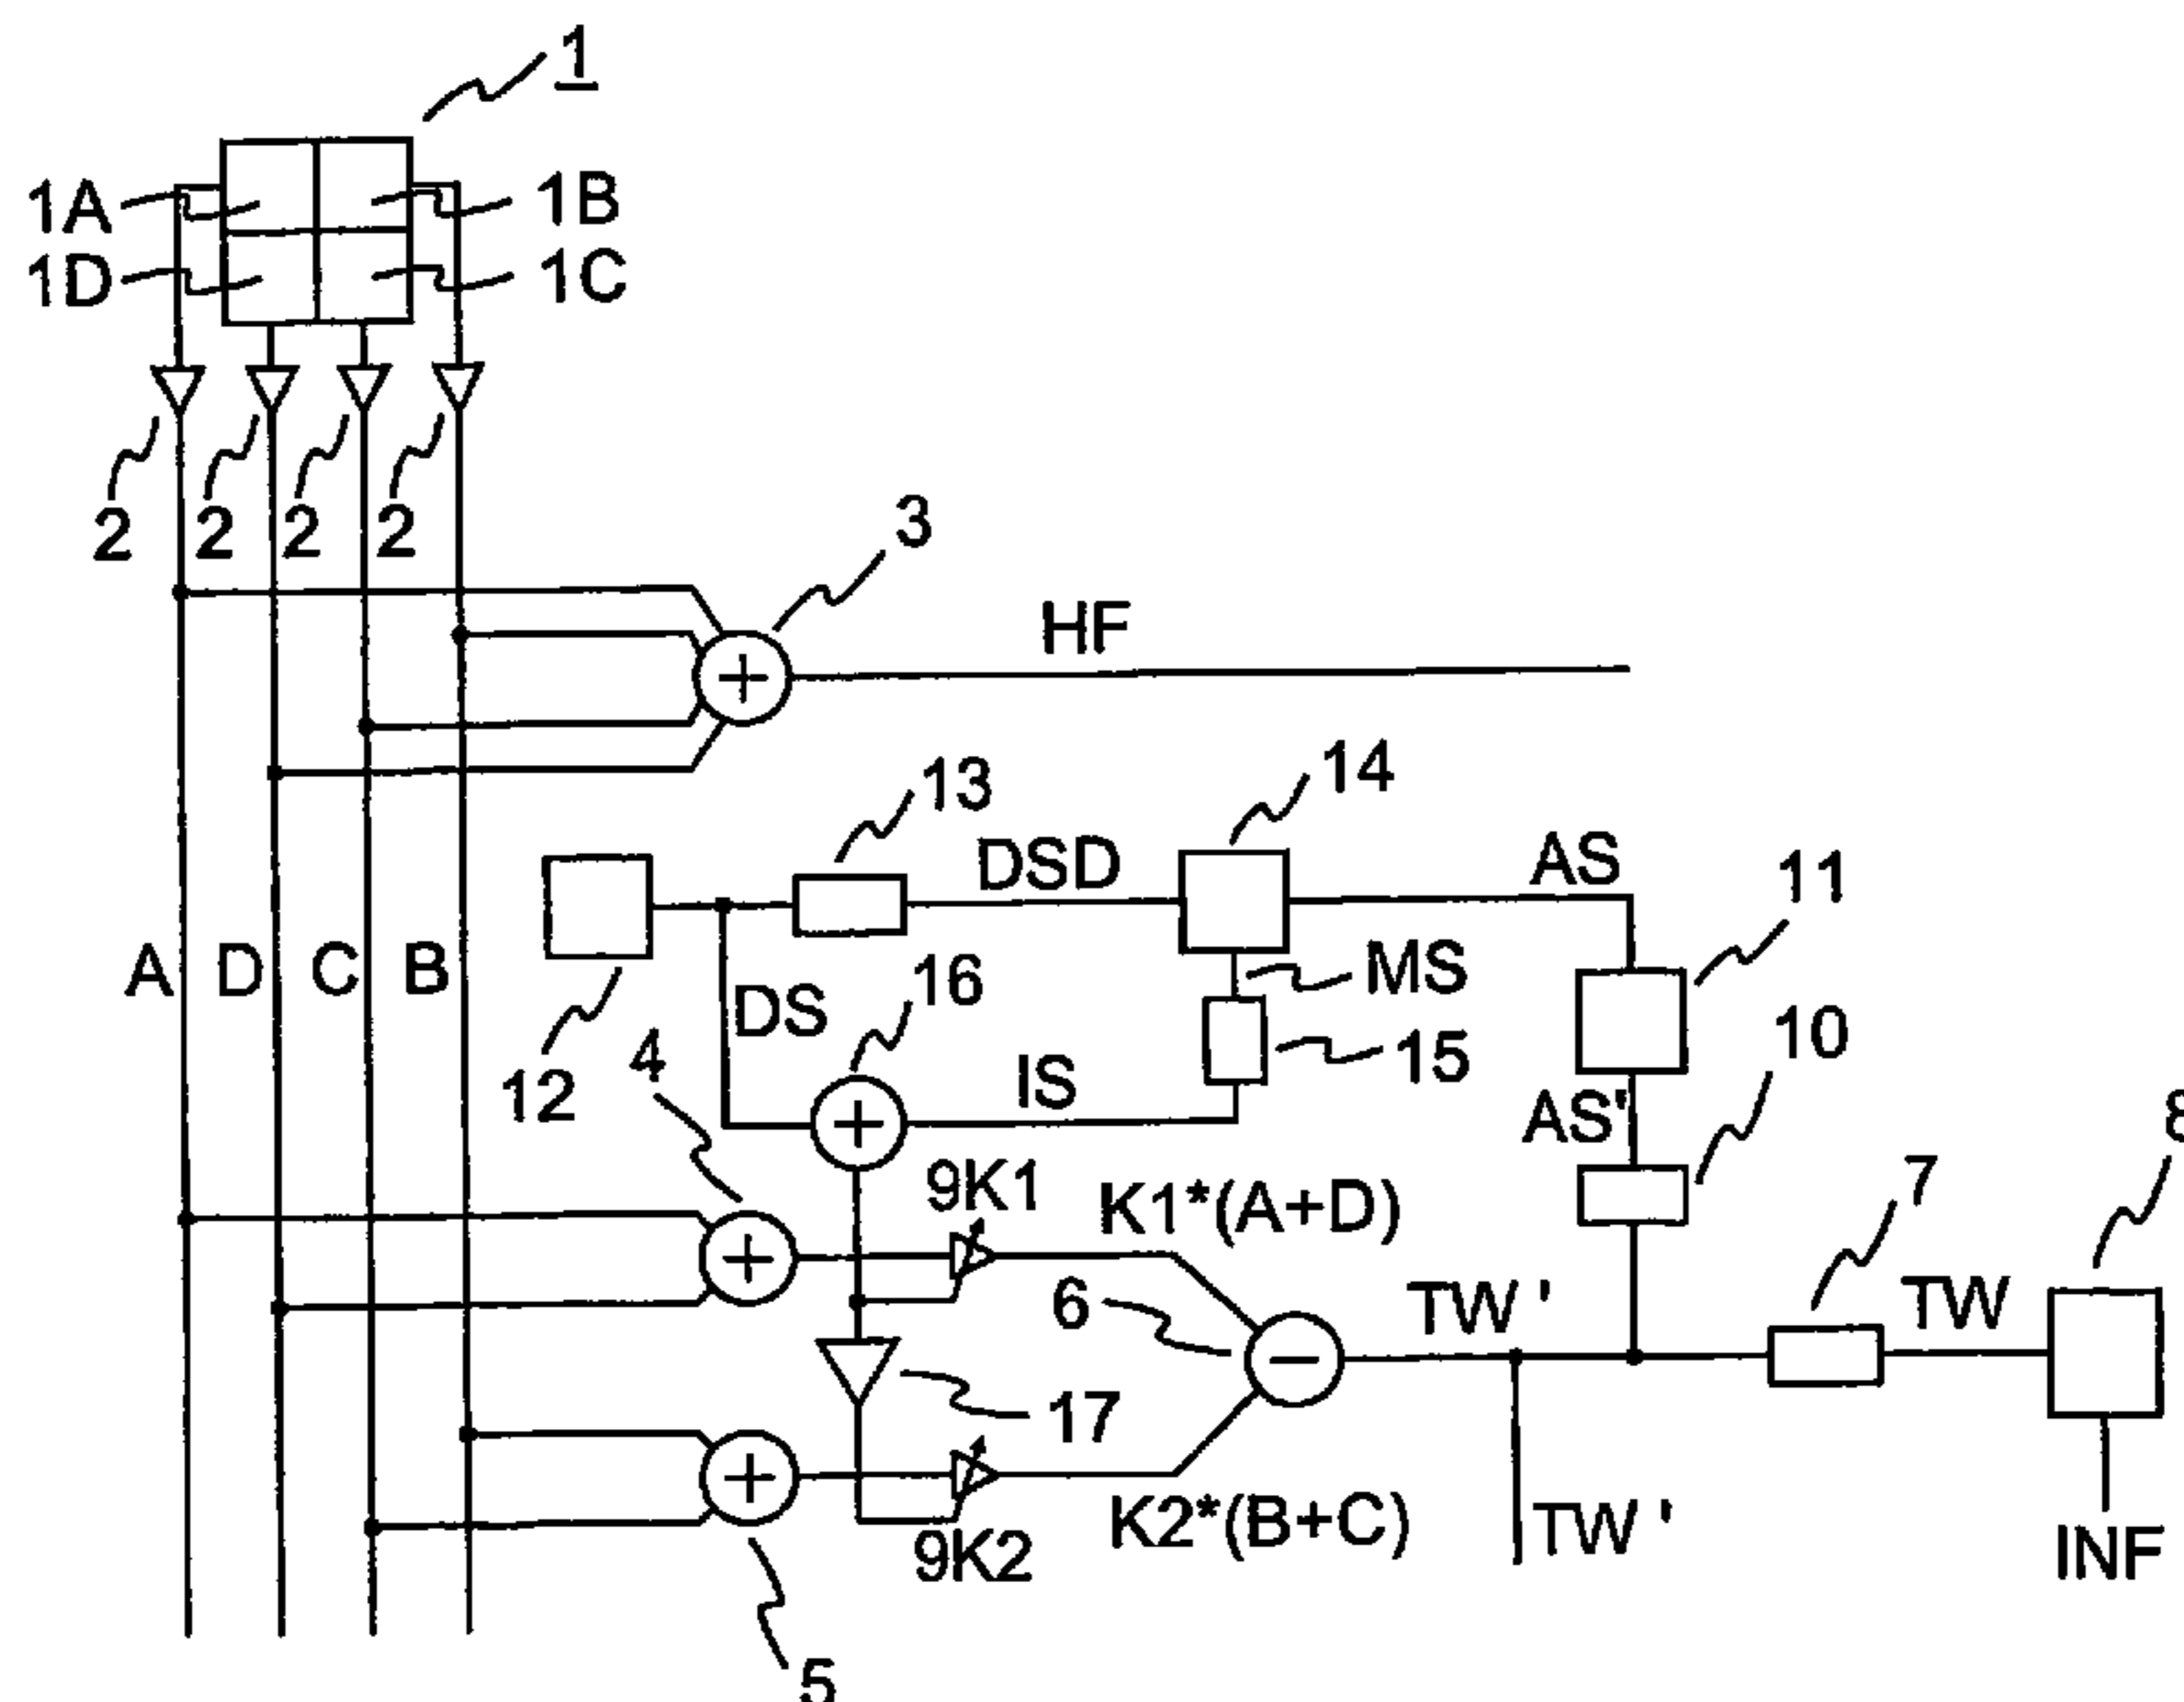 1
1A
1B
1D
1C
2
2
2
2
3
HF
13
14
DSD
AS
11
A
D
C
B
16
MS
DS
10
4
15
12
IS
AS'
8
9K1
K1*(A+D)
7
6
TW '
TW
17
K2*(B+C)
TW '
9K2
INF
5